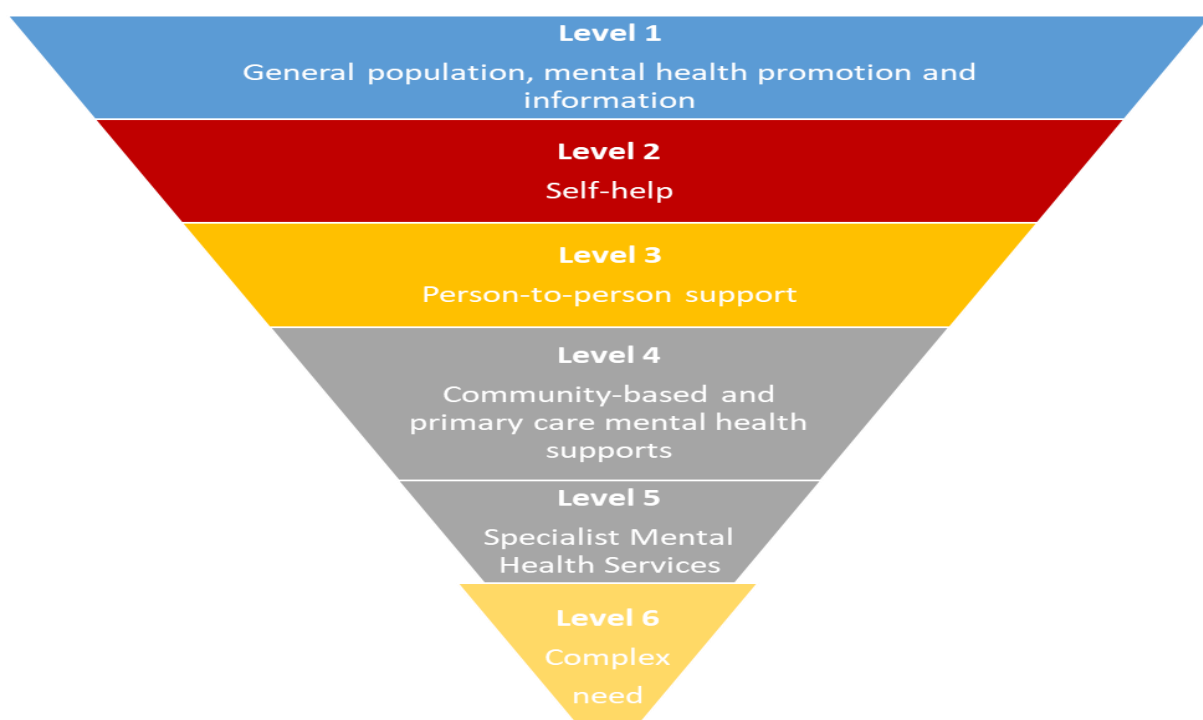 Level 1
General population, mental health promotion and
information
Level 2
Self-help
Level 3
Person-to-person support
Level 4
Community-based and
primary care mental health
supports
Level 5
Specialist Mental
Health Services
Level 6
Complex
need